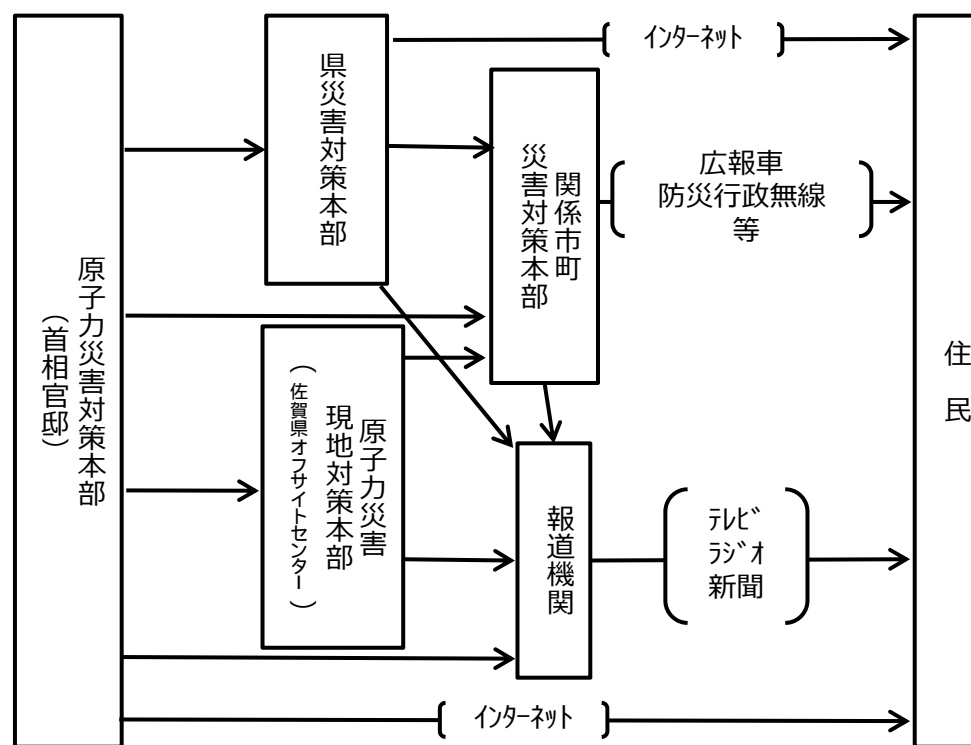 原子力災害対策本部
(首相官邸)
県災害対策本部
原子力災害
現地対策本部
(佐賀県オフサイトセンター)
関係市町
災害対策本部
報道機関
インターネット
広報車
防災行政無線
等
テレビ
ラジオ
新聞
インターネット
住民